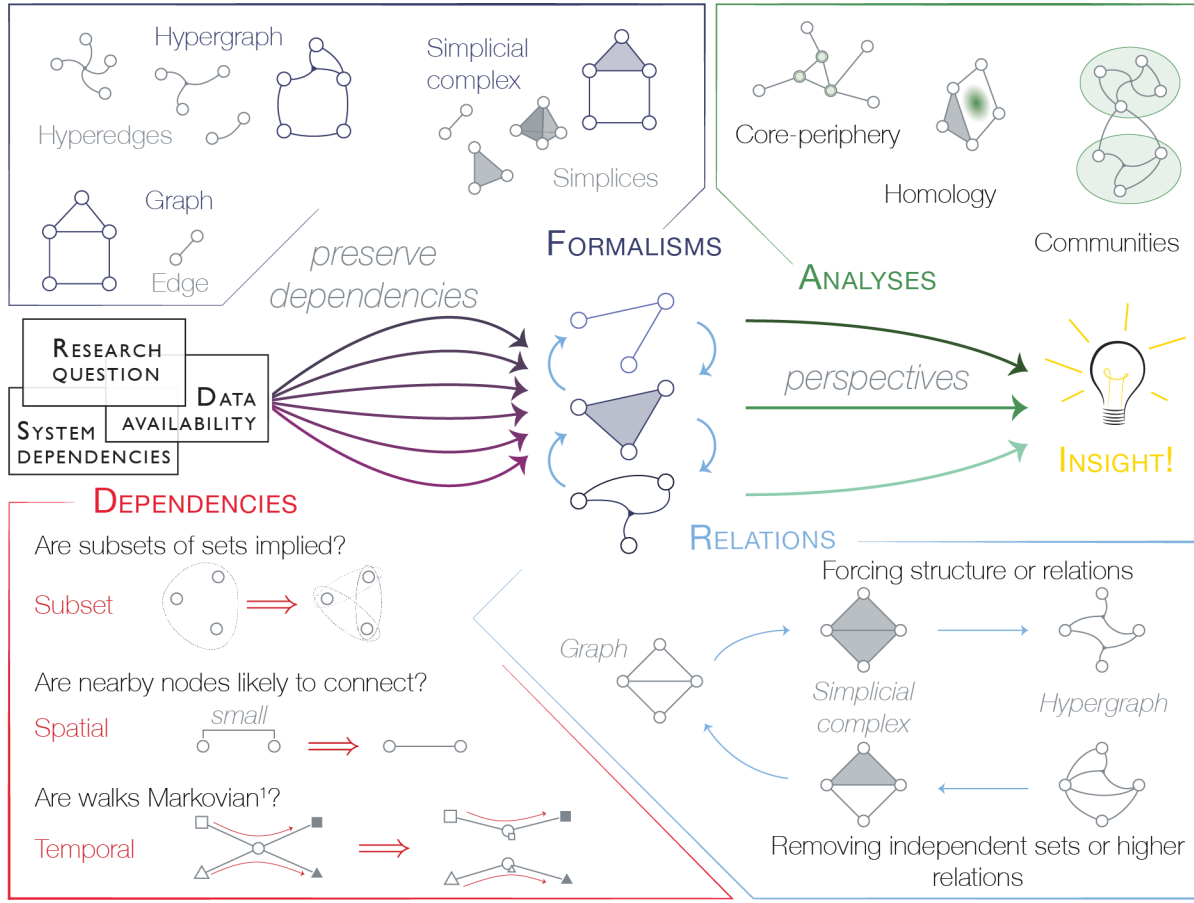 Hypergraph
Hyperedges
Simplicial
complex
Simplices
Graph
Edge
FORMALISMS
Core-periphery
Homology
Communities
ANALYSES
preserve
dependencies
RESEARCH
QUESTION
DATA
AVAILABILITY
SYSTEM
DEPENDENCIES
perspectives
INSIGHT!
DEPENDENCIES
Are subsets of sets implied?
Subset
Are nearby nodes likely to connect?
small
Spatial
Are walks Markovian¹?
Temporal
RELATIONS
Forcing structure or relations
Graph
Simplicial
complex
Hypergraph
Removing independent sets or higher
relations